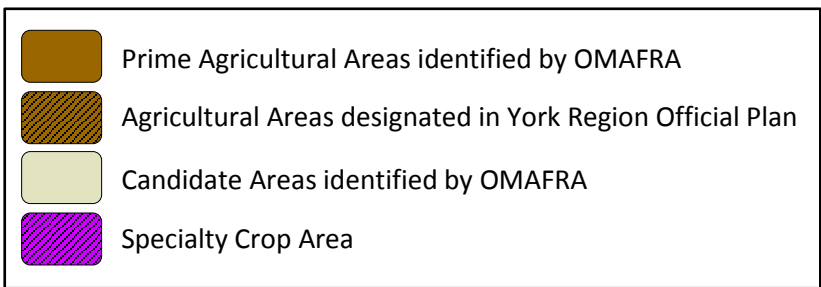 Prime Agricultural Areas identified by OMAFRA
Agricultural Areas designated in York Region Official Plan
Candidate Areas identified by OMAFRA
Specialty Crop Area